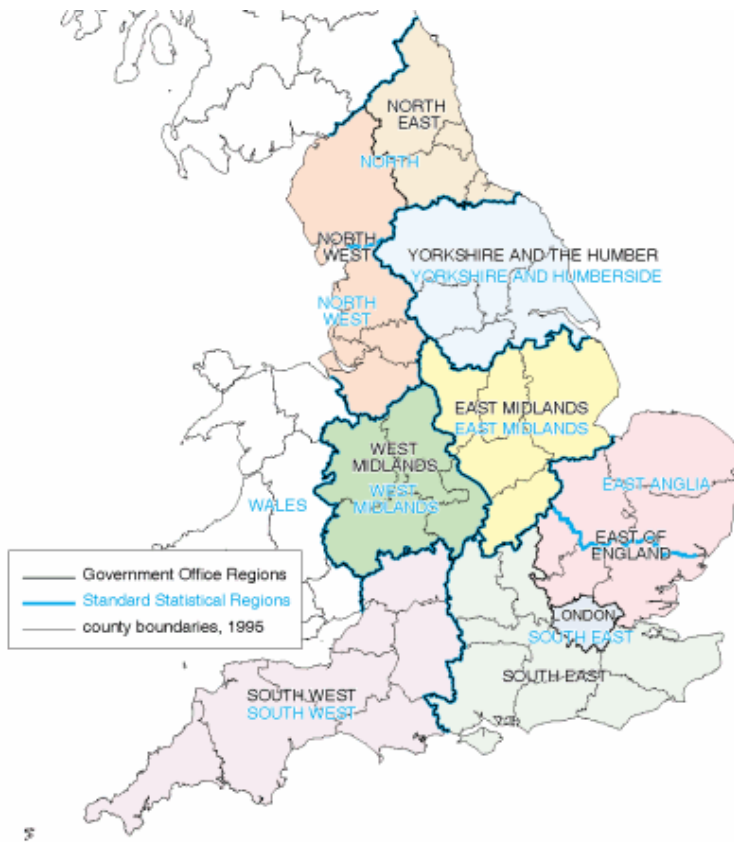 NORTH
EAST
NORTH
NORTH
WEST
YORKSHIRE AND THE HUMBER
YORKSHIRE AND HUMBERSIDE
NORTH
WEST
EAST MIDLANDS
EAST MIDLANDS
WEST
MIDLANDS
WEST
MIDLANDS
WALES
EAST ANGLIA
EAST OF
ENGLAND
Government Office Regions
Standard Statistical Regions
county boundaries, 1995
LONDON
SOUTH EAST
SOUTH EAST
SOUTH WEST
SOUTH WEST